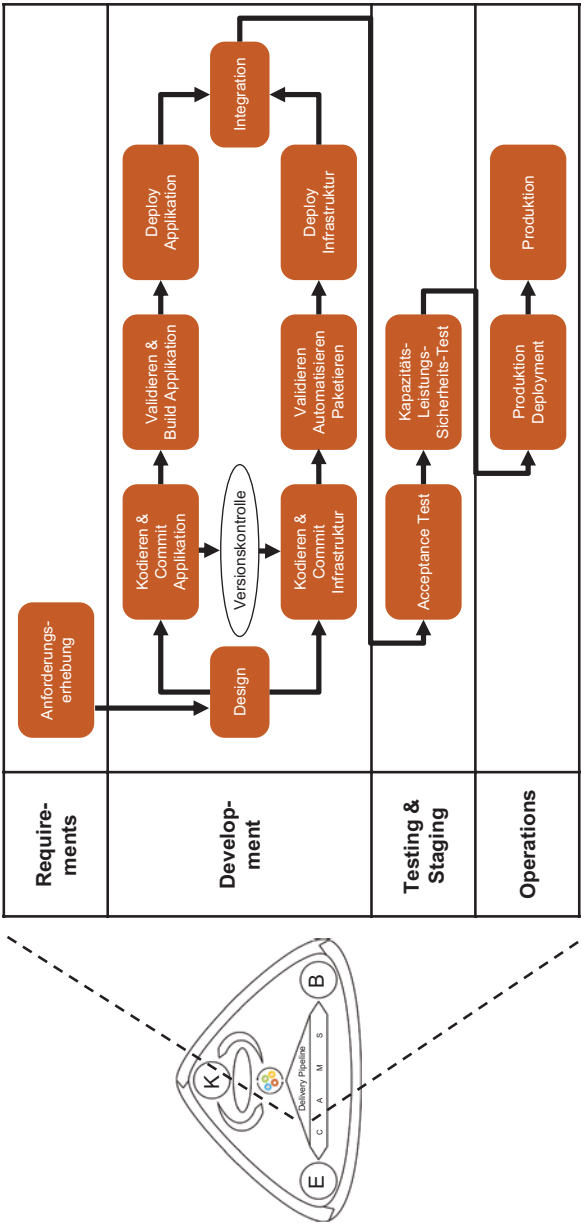 Require-
ments
Anforderungs-
erhebung
Develop-
ment
Design
Kodieren &
Commit
Applikation
Validieren &
Build Applikation
Deploy
Applikation
Versionskontrolle
Kodieren &
Commit
Infrastruktur
Validieren
Automatisieren
Paketieren
Deploy
Infrastruktur
Integration
Testing &
Staging
Acceptance Test
Kapazitäts-
Leistungs-
Sicherheits-Test
Operations
Produktion
Deployment
Produktion
K
Delivery Pipeline
C A M S
E
B